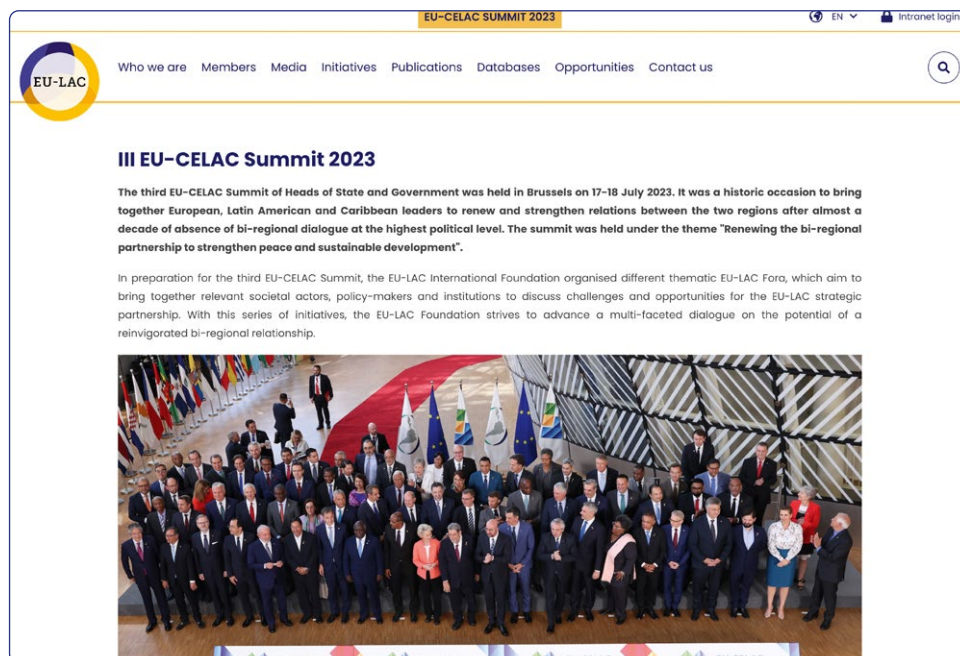 EU-CELAC SUMMIT 2023
EN
Intranet login
EU-LAC
Who we are Members Media Initiatives Publications Databases Opportunities Contact us
III EU-CELAC Summit 2023
The third EU-CELAC Summit of Heads of State and Government was held in Brussels on 17-18 July 2023. It was a historic occasion to bring
together European, Latin American and Caribbean leaders to renew and strengthen relations between the two regions after almost a
decade of absence of bi-regional dialogue at the highest political level. The summit was held under the theme "Renewing the bi-regional
partnership to strengthen peace and sustainable development".
In preparation for the third EU-CELAC Summit, the EU-LAC International Foundation organised different thematic EU-LAC Fora, which aim to
bring together relevant societal actors, policy-makers and institutions to discuss challenges and opportunities for the EU-LAC strategic
partnership. With this series of initiatives, the EU-LAC Foundation strives to advance a multi-faceted dialogue on the potential of a
reinvigorated bi-regional relationship.